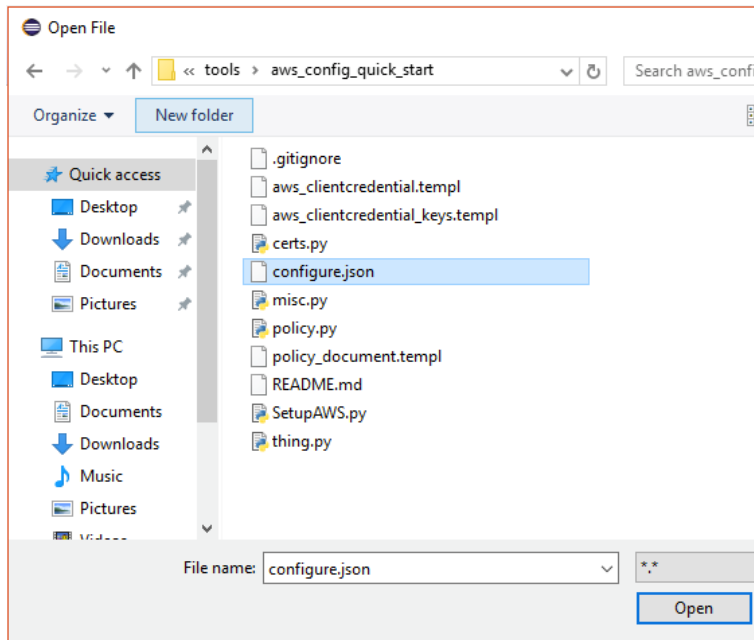 Open File
« tools > aws_config_quick_start
Search aws_confi
Organize
New folder
Quick access
Desktop
Downloads
Documents
Pictures
This PC
Desktop
Documents
Downloads
Music
Pictures
Videos
.gitignore
aws_clientcredential.templ
aws_clientcredential_keys.templ
certs.py
configure.json
misc.py
policy.py
policy_document.templ
README.md
SetupAWS.py
thing.py
File name: configure.json
*.*
Open